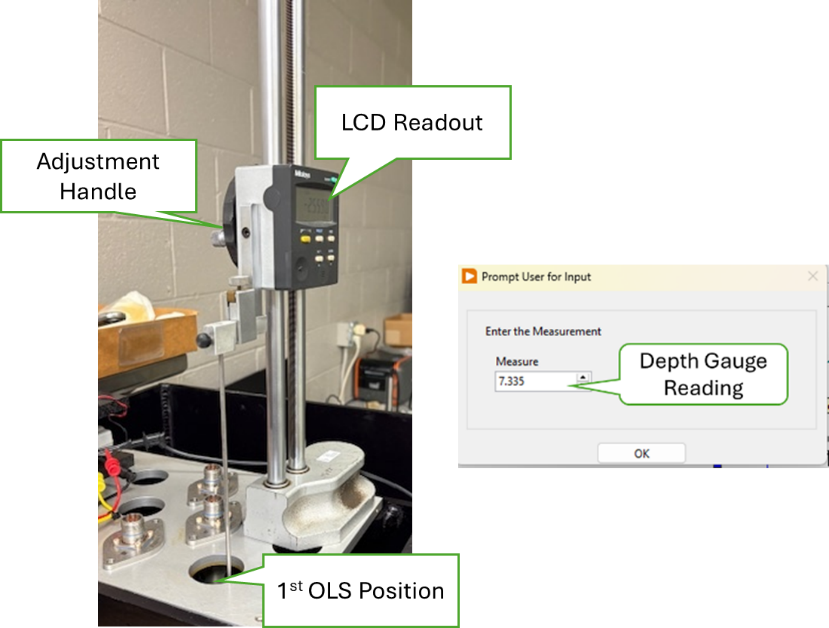 LCD Readout
Adjustment
Handle
Prompt User for Input
Enter the Measurement
Measure
7.335
Depth Gauge
Reading
OK
1st OLS Position